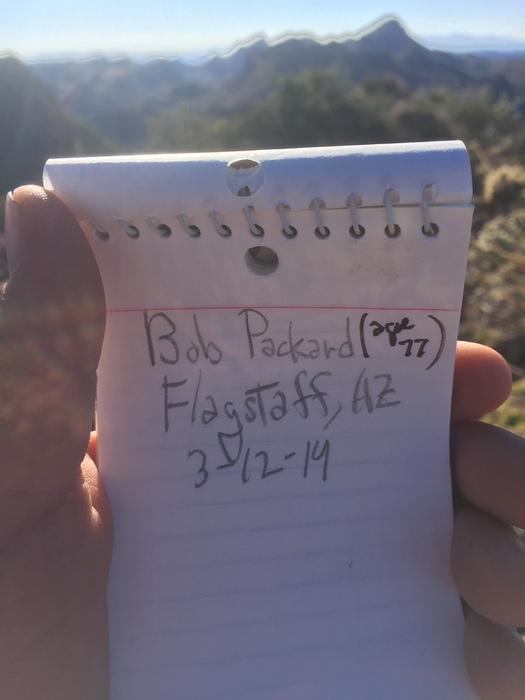 Bob Packard (age 77)
Flagstaff, AZ
3-12-14